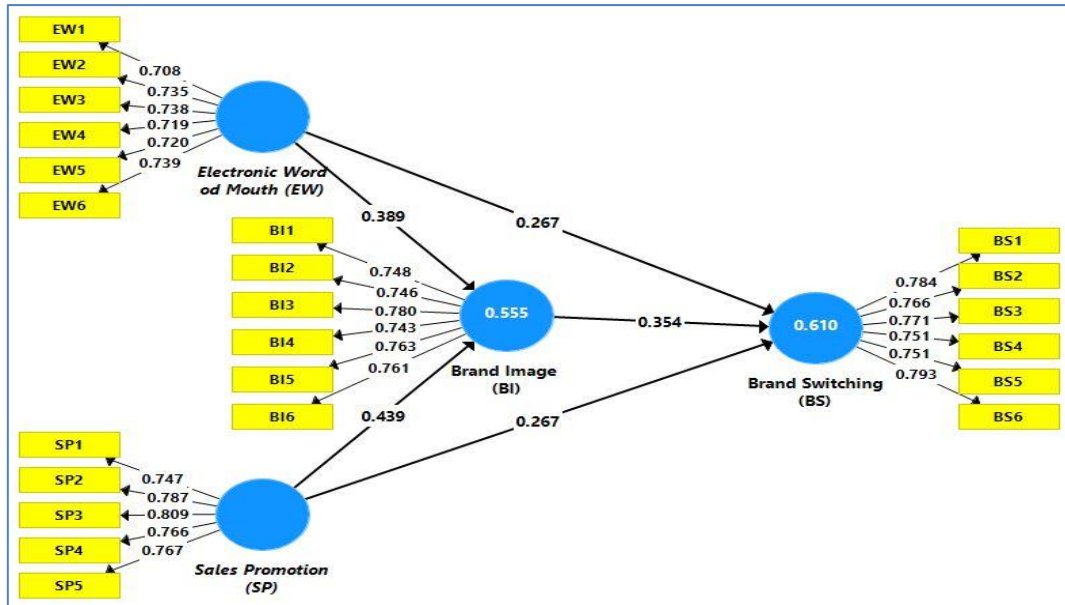 EW1
EW2
EW3
EW4
EW5
EW6
0.708
0.735
0.738
0.719
0.720
0.739
Electronic Word
od Mouth (EW)
0.389
0.267
BI1
BI2
BI3
BI4
BI5
BI6
0.748
0.746
0.780
0.743
0.763
0.761
0.555
Brand Image
(BI)
0.354
0.610
Brand Switching
(BS)
0.784
0.766
0.771
0.751
0.751
0.793
BS1
BS2
BS3
BS4
BS5
BS6
0.439
0.267
SP1
SP2
SP3
SP4
SP5
0.747
0.787
0.809
0.766
0.767
Sales Promotion
(SP)